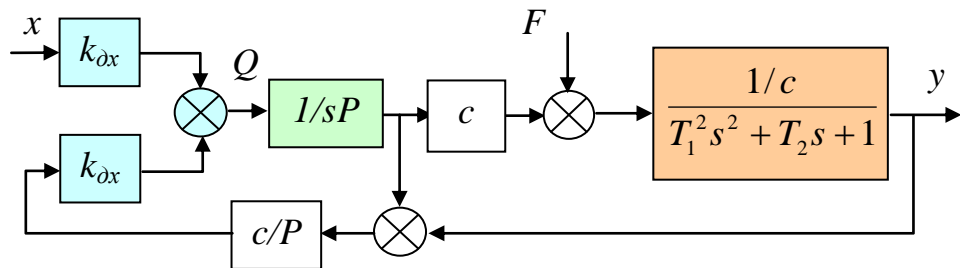 x
k∂x
Q
1/sP
c
F
1/c
T₁²s² + T₂s + 1
y
k∂x
c/P